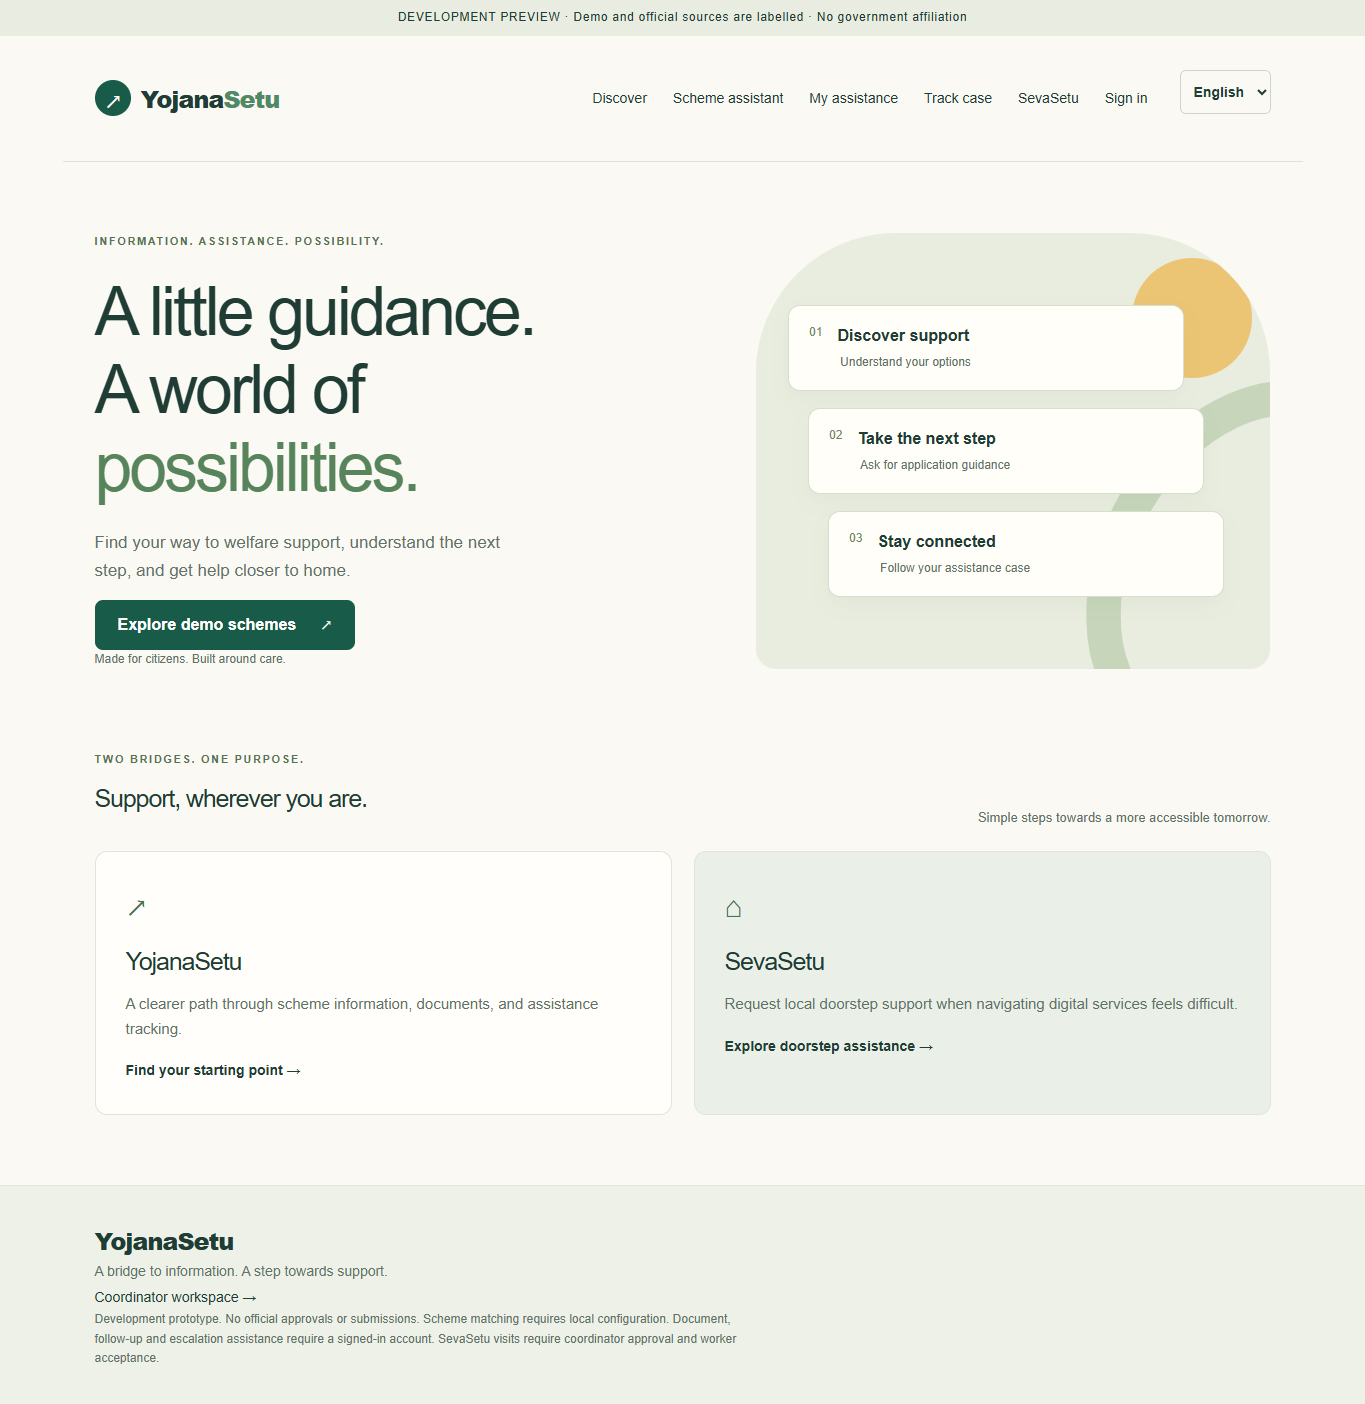 DEVELOPMENT PREVIEW · Demo and official sources are labelled · No government affiliation
YojanaSetu
Discover
Scheme assistant
My assistance
Track case
SevaSetu
Sign in
English
INFORMATION. ASSISTANCE. POSSIBILITY.
A little guidance.
A world of
possibilities.
Find your way to welfare support, understand the next
step, and get help closer to home.
Explore demo schemes ↗
Made for citizens. Built around care.
01 Discover support
Understand your options
02 Take the next step
Ask for application guidance
03 Stay connected
Follow your assistance case
TWO BRIDGES. ONE PURPOSE.
Support, wherever you are.
Simple steps towards a more accessible tomorrow.
YojanaSetu
A clearer path through scheme information, documents, and assistance
tracking.
Find your starting point →
SevaSetu
Request local doorstep support when navigating digital services feels difficult.
Explore doorstep assistance →
YojanaSetu
A bridge to information. A step towards support.
Coordinator workspace →
Development prototype. No official approvals or submissions. Scheme matching requires local configuration. Document,
follow-up and escalation assistance require a signed-in account. SevaSetu visits require coordinator approval and worker
acceptance.